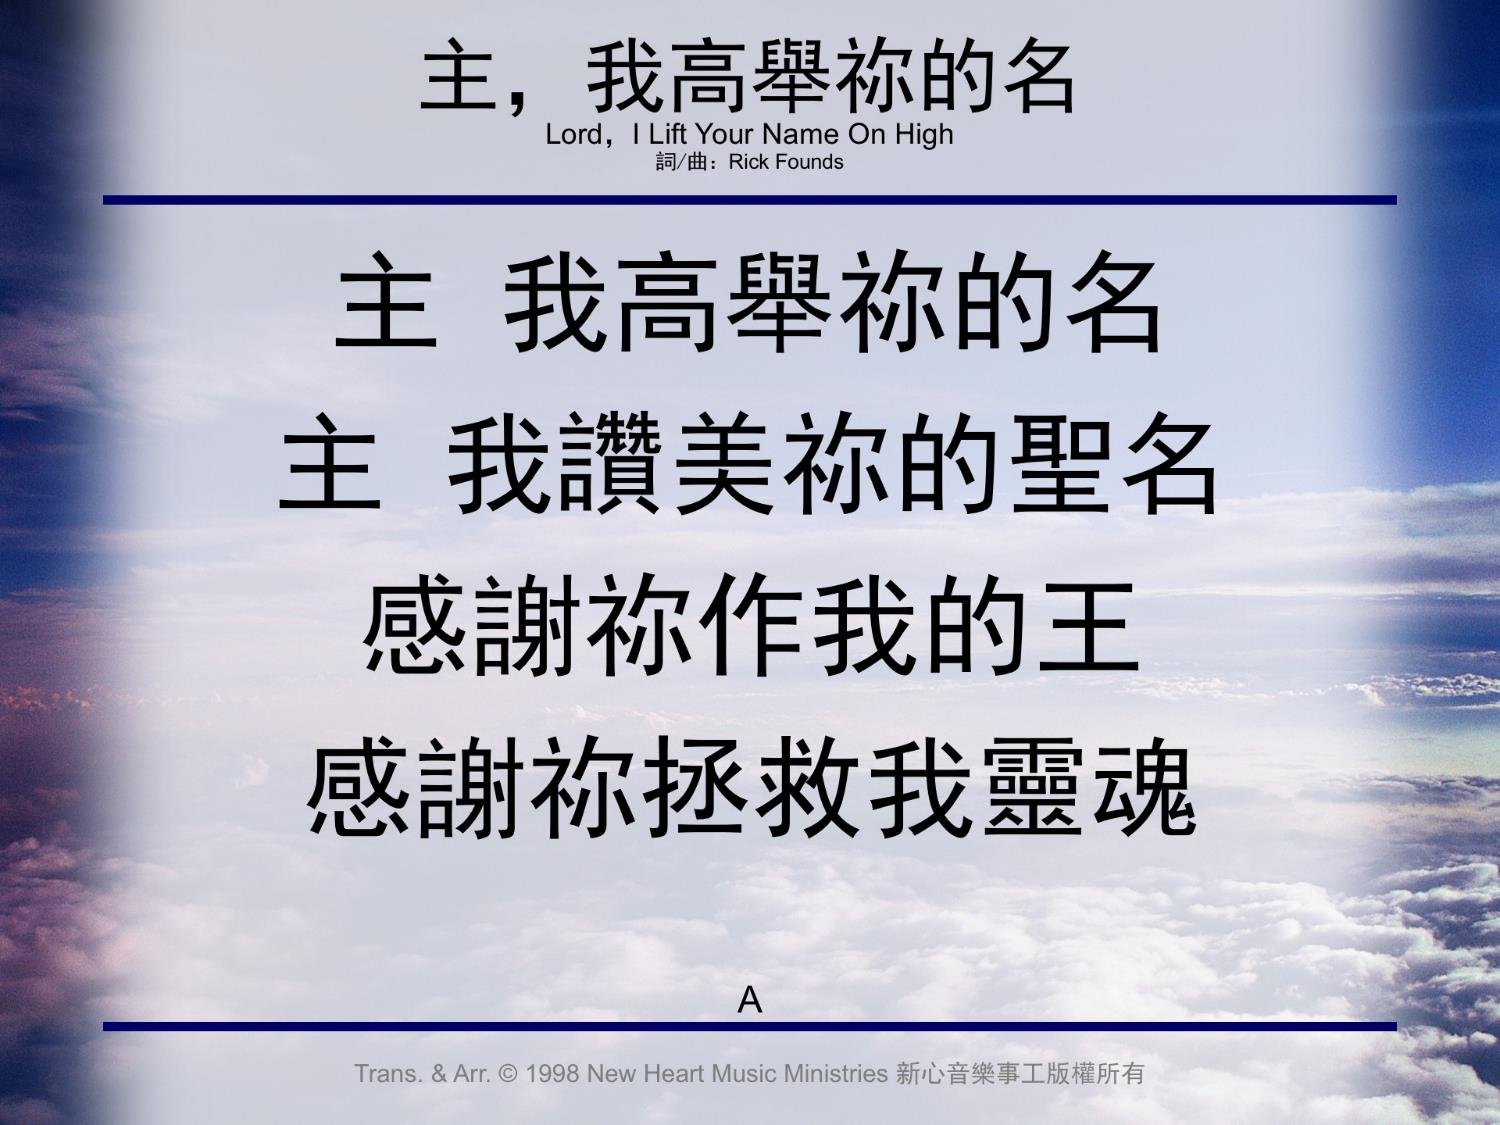 主，我高舉祢的名
Lord，I Lift Your Name On High
詞/曲：Rick Founds
主 我高舉祢的名
主 我讚美祢的聖名
感謝祢作我的王
感謝祢拯救我靈魂
A
Trans. & Arr. © 1998 New Heart Music Ministries 新心音樂事工版權所有